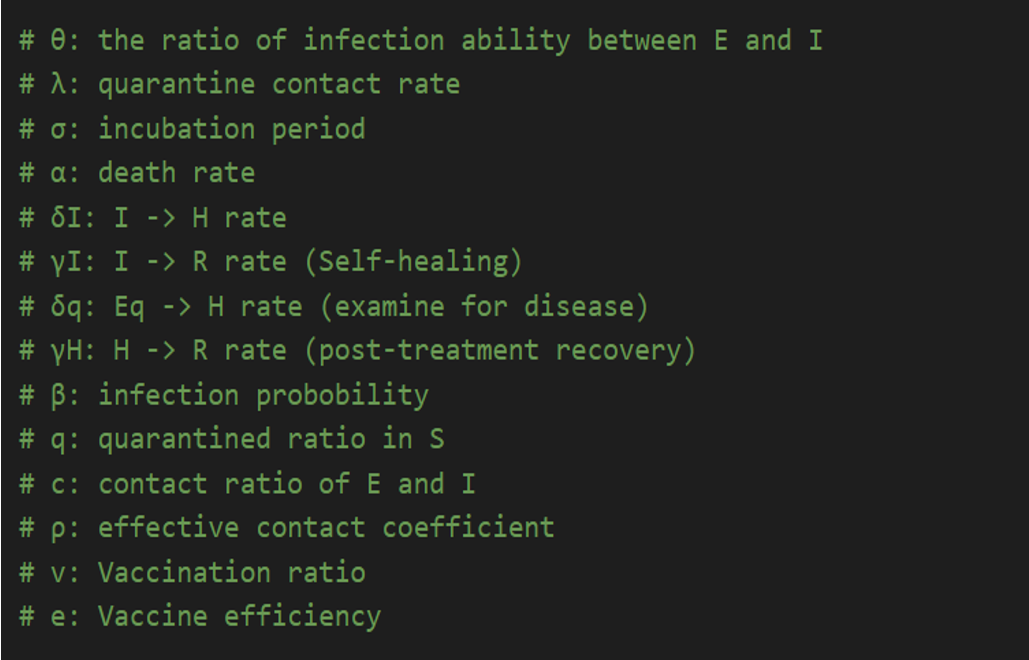 # θ: the ratio of infection ability between E and I
# λ: quarantine contact rate
# σ: incubation period
# α: death rate
# δI: I -> H rate
# γI: I -> R rate (Self-healing)
# δq: Eq -> H rate (examine for disease)
# γH: H -> R rate (post-treatment recovery)
# β: infection probobility
# q: quarantined ratio in S
# c: contact ratio of E and I
# ρ: effective contact coefficient
# v: Vaccination ratio
# e: Vaccine efficiency